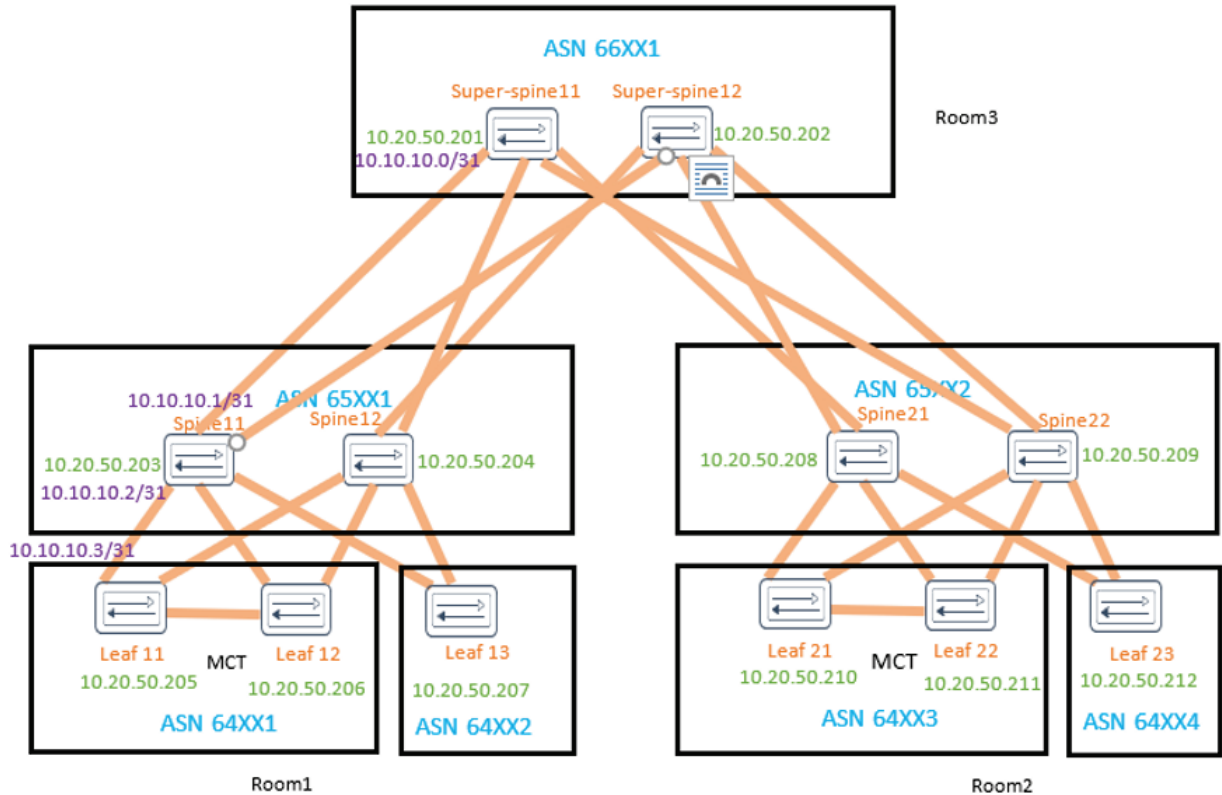 ASN 66XX1
Super-spine11
Super-spine12
Room3
10.20.50.201
10.20.50.202
10.10.10.0/31
10.10.10.1/31
ASN 65XX1
Spine11
Spine12
10.20.50.203
10.20.50.204
10.10.10.2/31
ASN 65XX2
Spine21
Spine22
10.20.50.208
10.20.50.209
10.10.10.3/31
Leaf 11
MCT
Leaf 12
10.20.50.205
10.20.50.206
ASN 64XX1
Leaf 13
10.20.50.207
ASN 64XX2
Leaf 21
MCT
Leaf 22
10.20.50.210
10.20.50.211
ASN 64XX3
Leaf 23
10.20.50.212
ASN 64XX4
Room1
Room2